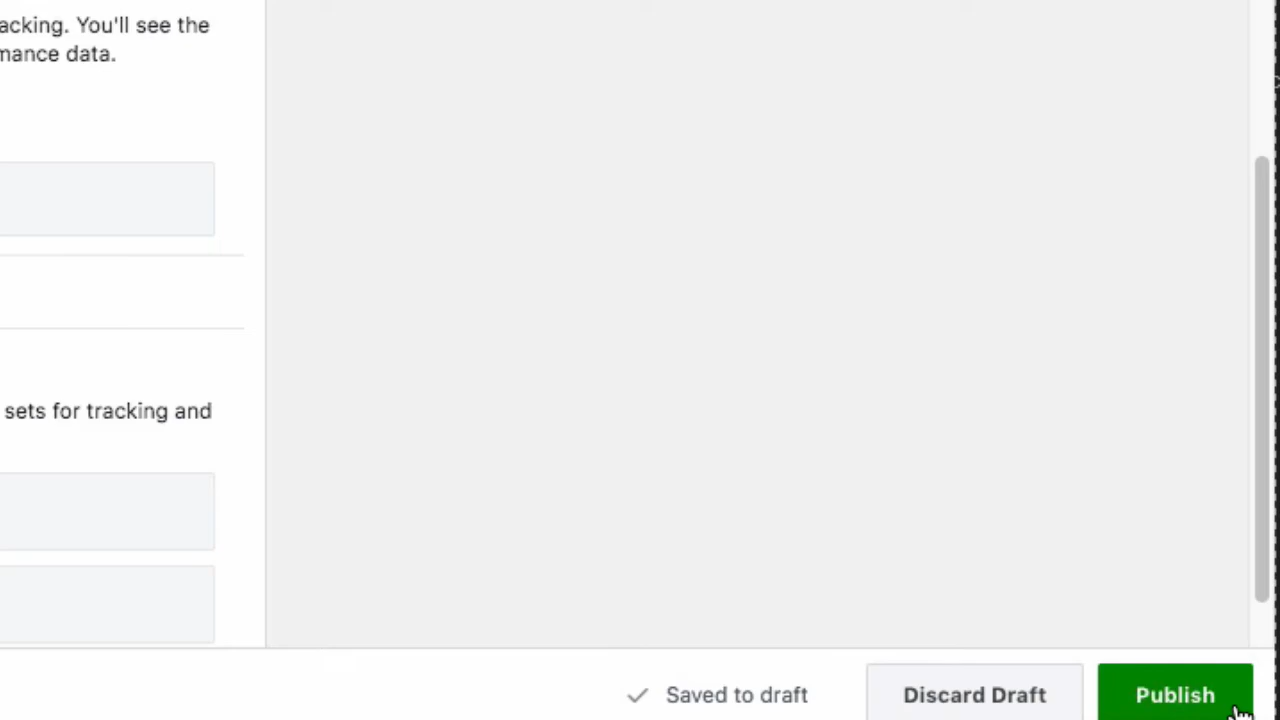 acking. You'll see the
mance data.
sets for tracking and
Saved to draft
Discard Draft
Publish